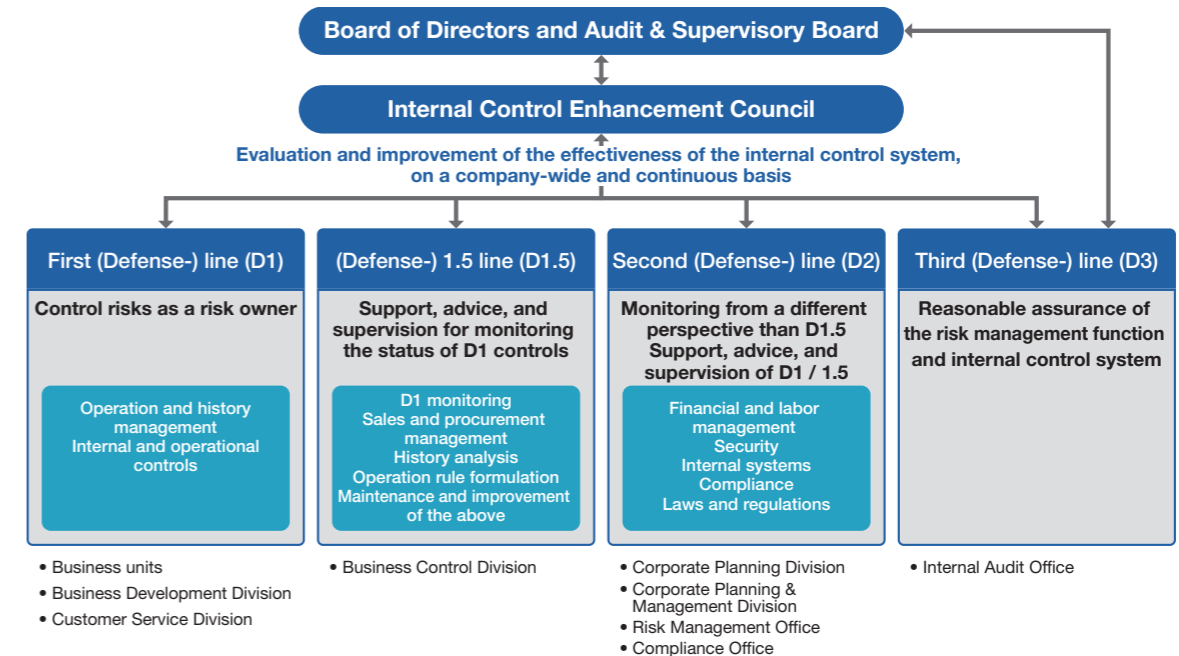 Board of Directors and Audit & Supervisory Board
Internal Control Enhancement Council
Evaluation and improvement of the effectiveness of the internal control system,
on a company-wide and continuous basis
First (Defense-) line (D1)
Control risks as a risk owner
Operation and history
management
Internal and operational
controls
• Business units
• Business Development Division
• Customer Service Division
(Defense-) 1.5 line (D1.5)
Support, advice, and
supervision for monitoring
the status of D1 controls
D1 monitoring
Sales and procurement
management
History analysis
Operation rule formulation
Maintenance and improvement
of the above
• Business Control Division
Second (Defense-) line (D2)
Monitoring from a different
perspective than D1.5
Support, advice, and
supervision of D1 / 1.5
Financial and labor
management
Security
Internal systems
Compliance
Laws and regulations
• Corporate Planning Division
• Corporate Planning &
Management Division
• Risk Management Office
• Compliance Office
Third (Defense-) line (D3)
Reasonable assurance of
the risk management function
and internal control system
• Internal Audit Office